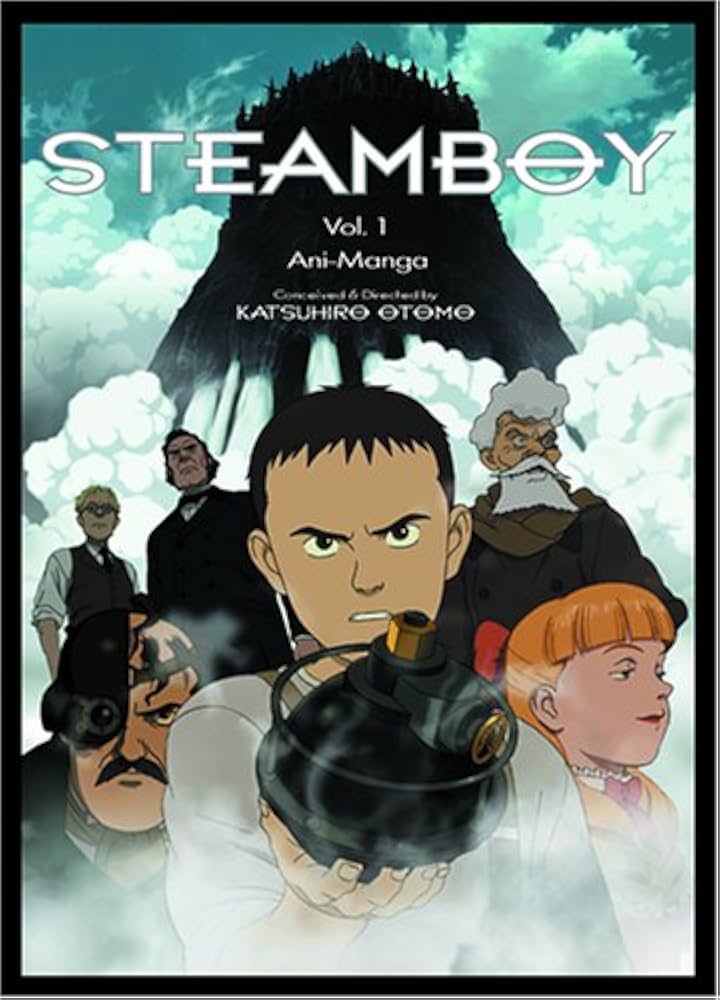 STEAMBOY
Vol. 1
Ani-Manga
Conceived & Directed by
KATSUHIRO OTOMO